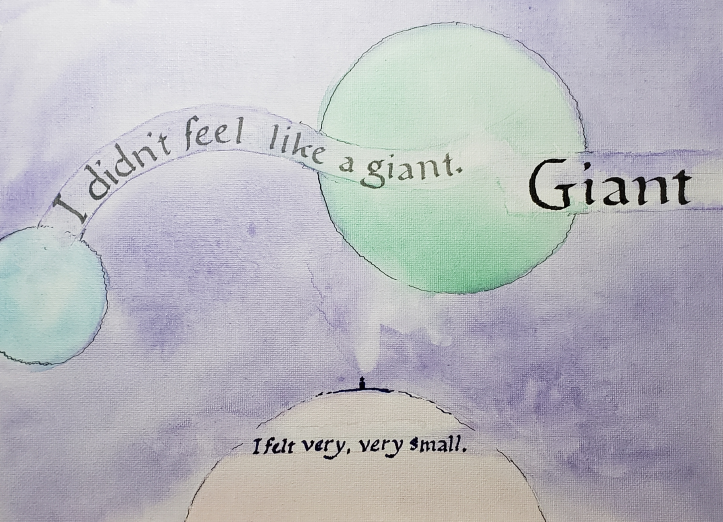 I didn't feel like a giant.
Giant
I felt very, very small.